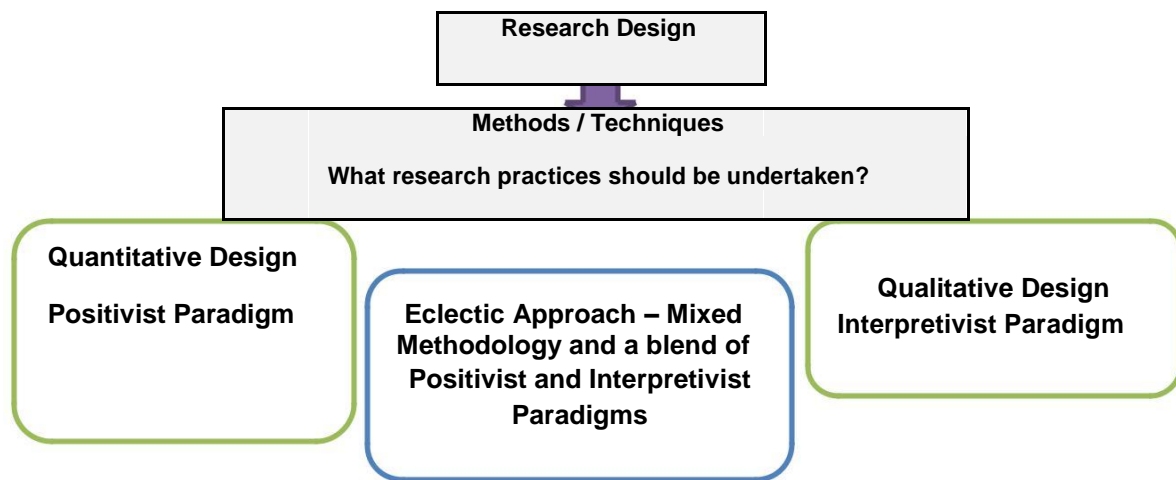 Research Design
Methods / Techniques
What research practices should be undertaken?
Quantitative Design
Positivist Paradigm
Eclectic Approach – Mixed
Methodology and a blend of
Positivist and Interpretivist
Paradigms
Qualitative Design
Interpretivist Paradigm